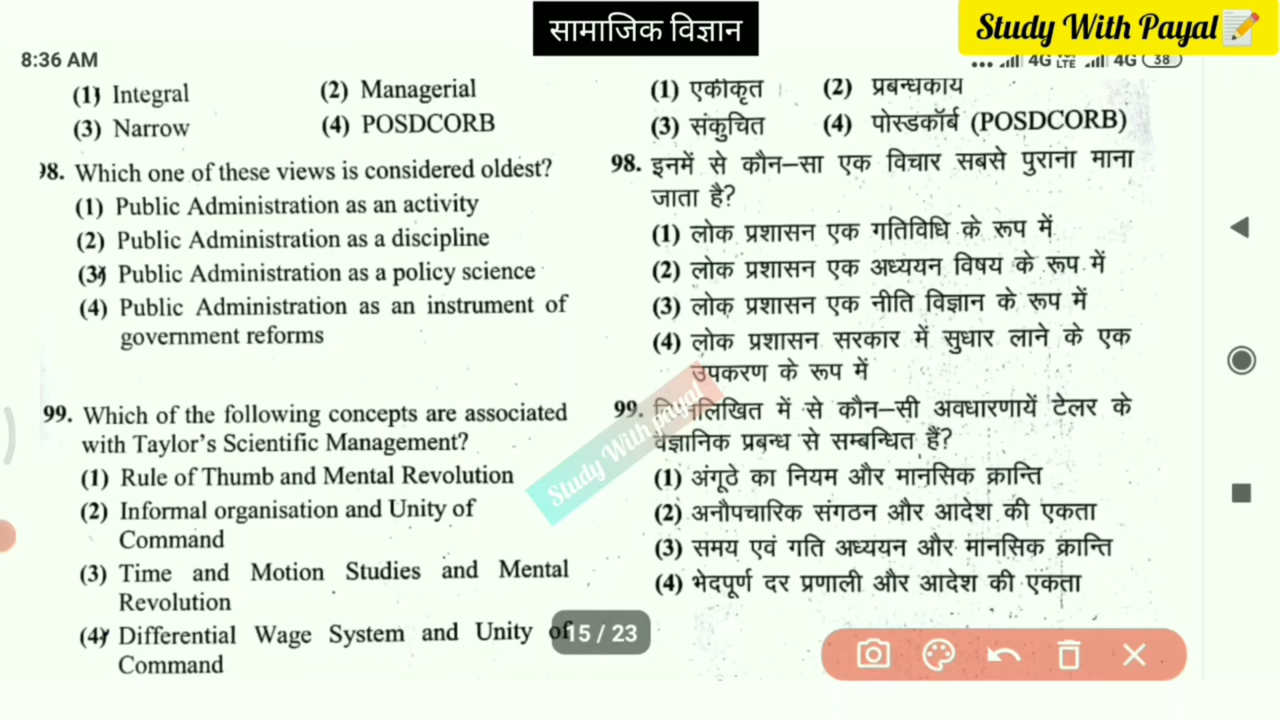 सामाजिक विज्ञान
Study With Payal
8:36 AM
4G VoLTE 4G 38
(1) Integral (2) Managerial
(3) Narrow (4) POSDCORB
98. Which one of these views is considered oldest?
(1) Public Administration as an activity
(2) Public Administration as a discipline
(3) Public Administration as a policy science
(4) Public Administration as an instrument of
government reforms
99. Which of the following concepts are associated
with Taylor's Scientific Management?
(1) Rule of Thumb and Mental Revolution
(2) Informal organisation and Unity of
Command
(3) Time and Motion Studies and Mental
Revolution
(4) Differential Wage System and Unity of
Command
(1) एकीकृत (2) प्रबन्धकीय
(3) संकुचित (4) पोस्डकॉर्ब (POSDCORB)
98. इनमें से कौन–सा एक विचार सबसे पुराना माना
जाता है?
(1) लोक प्रशासन एक गतिविधि के रूप में
(2) लोक प्रशासन एक अध्ययन विषय के रूप में
(3) लोक प्रशासन एक नीति विज्ञान के रूप में
(4) लोक प्रशासन सरकार में सुधार लाने के एक
उपकरण के रूप में
99. निम्नलिखित में से कौन–सी अवधारणायें टेलर के
वैज्ञानिक प्रबन्ध से सम्बन्धित हैं?
(1) अंगूठे का नियम और मानसिक क्रान्ति
(2) अनौपचारिक संगठन और आदेश की एकता
(3) समय एवं गति अध्ययन और मानसिक क्रान्ति
(4) भेदपूर्ण दर प्रणाली और आदेश की एकता
Study With payal
15 / 23